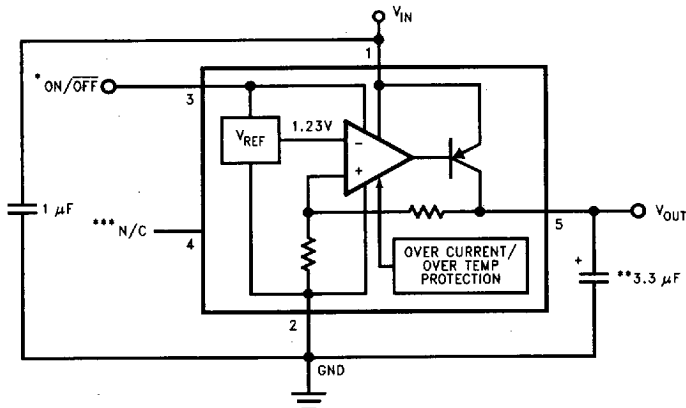 V_IN
1
*ON/OFF
3
V_REF
1.23V
−
+
1 μF
***N/C
4
5
V_OUT
OVER CURRENT/
OVER TEMP
PROTECTION
+
**3.3 μF
2
GND